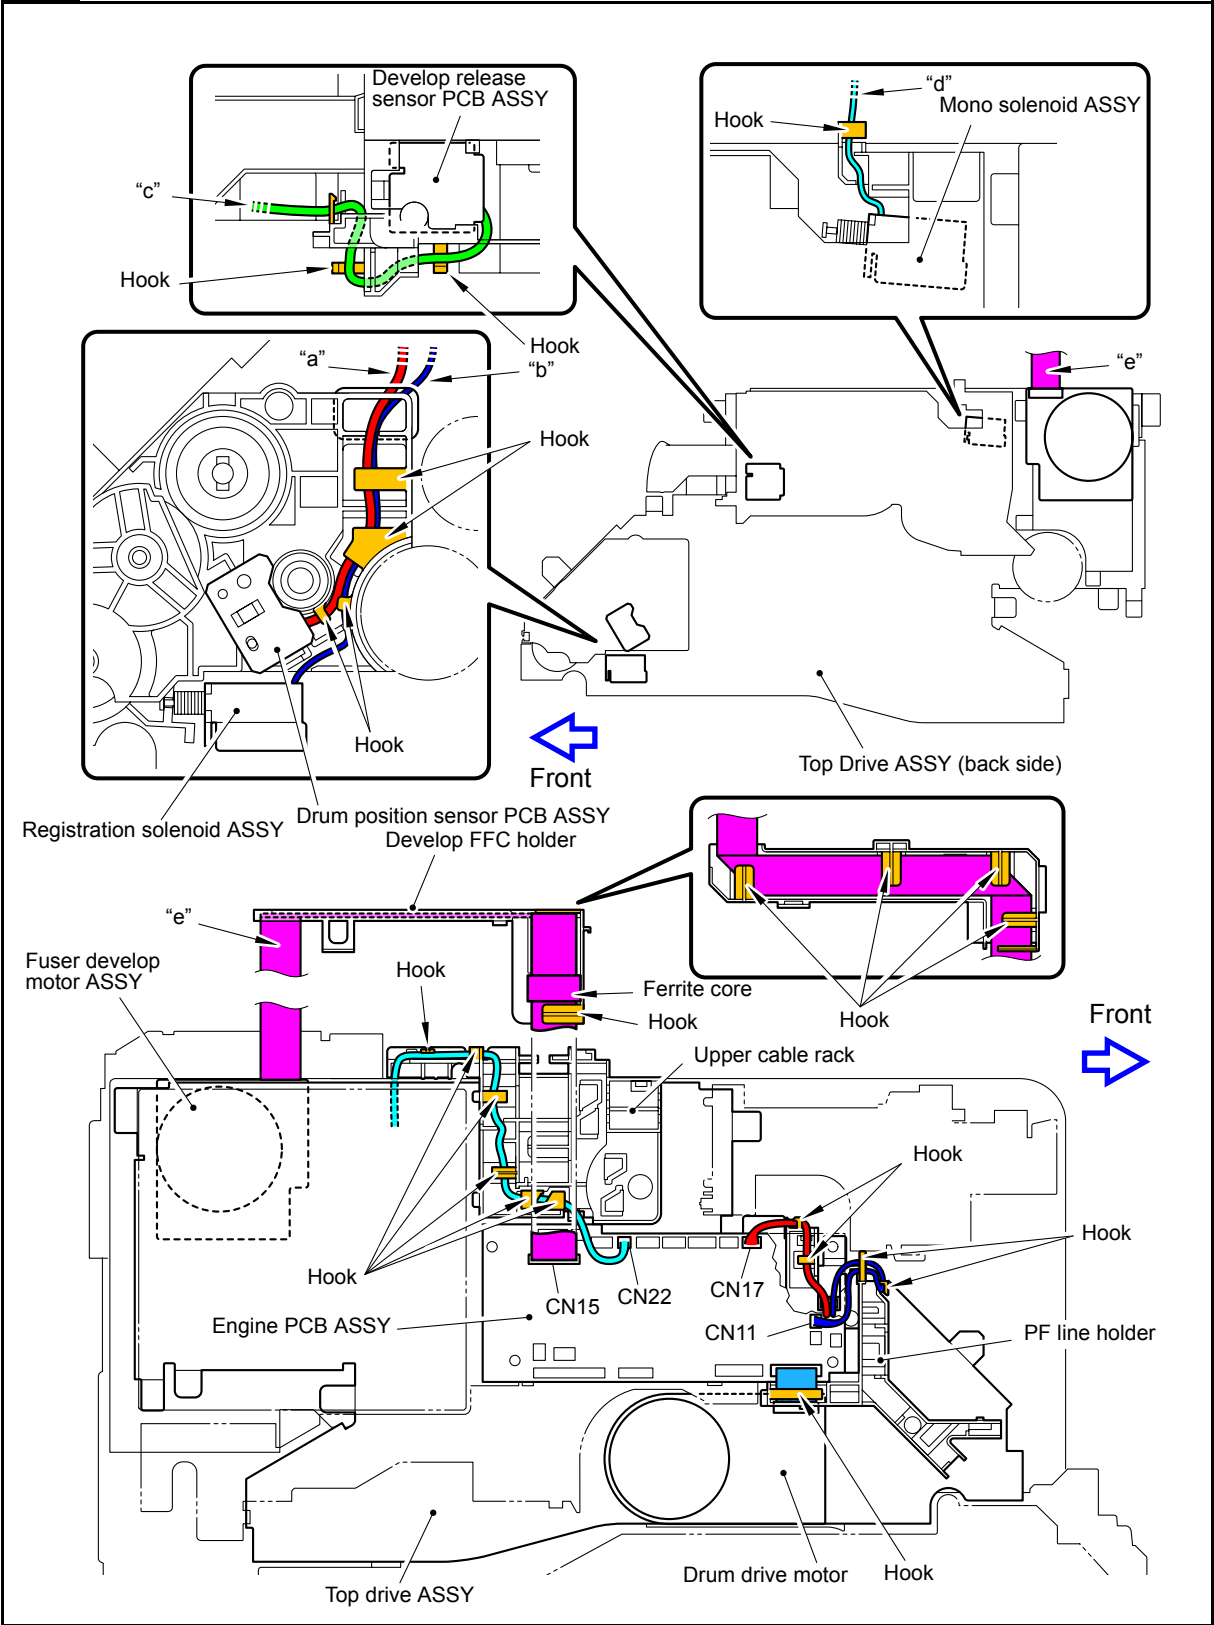 Develop release
sensor PCB ASSY
“c”
Hook
Hook
“d”
Mono solenoid ASSY
Hook
“a”
“b”
Hook
Hook
Registration solenoid ASSY
Drum position sensor PCB ASSY
“e”
Front
Top Drive ASSY (back side)
Develop FFC holder
“e”
Fuser develop
motor ASSY
Hook
Ferrite core
Hook
Hook
Front
Upper cable rack
Hook
Hook
Hook
CN15
CN22
CN17
CN11
Engine PCB ASSY
PF line holder
Top drive ASSY
Drum drive motor
Hook